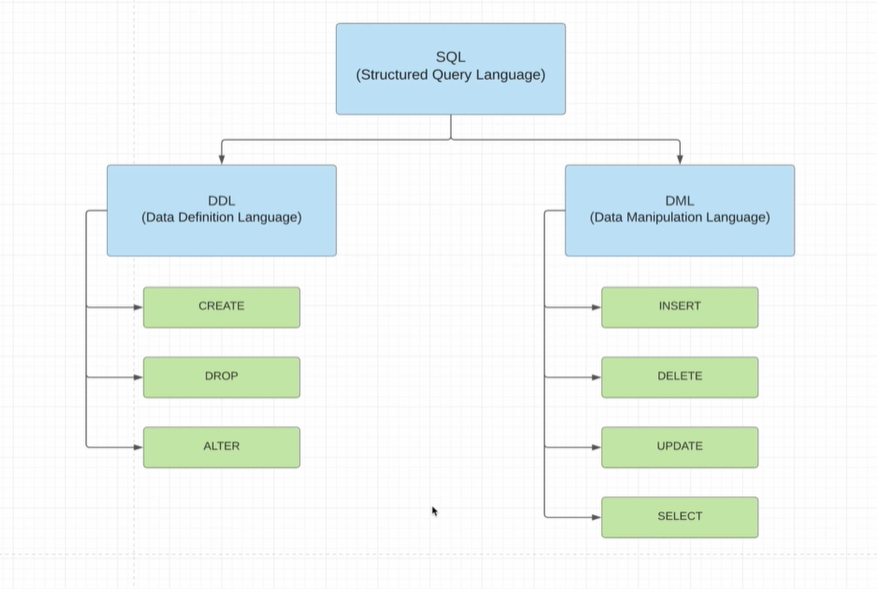 SQL
(Structured Query Language)
DDL
(Data Definition Language)
CREATE
DROP
ALTER
DML
(Data Manipulation Language)
INSERT
DELETE
UPDATE
SELECT